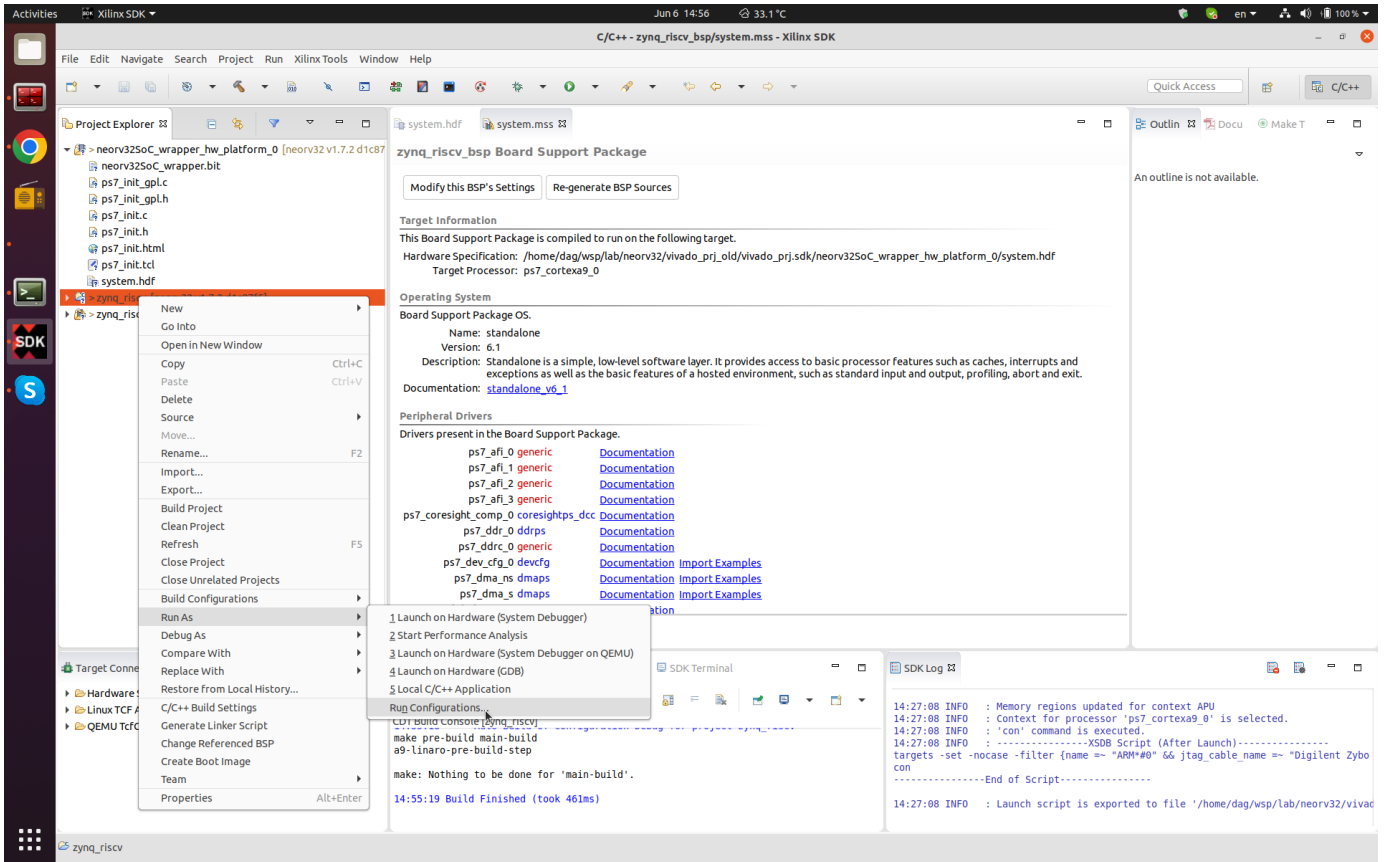 Activities
Xilinx SDK
Jun 6 14:56
33.1 °C
en
100 %
C/C++ - zynq_riscv_bsp/system.mss - Xilinx SDK
File Edit Navigate Search Project Run Xilinx Tools Window Help
Quick Access
C/C++
Project Explorer
> neorv32SoC_wrapper_hw_platform_0 [neorv32 v1.7.2 d1c87
neorv32SoC_wrapper.bit
ps7_init_gpl.c
ps7_init_gpl.h
ps7_init.c
ps7_init.h
ps7_init.html
ps7_init.tcl
system.hdf
> zynq_risc
New
Go Into
Open in New Window
Copy Ctrl+C
Paste Ctrl+V
Delete
Source
Move...
Rename... F2
Import...
Export...
Build Project
Clean Project
Refresh F5
Close Project
Close Unrelated Projects
Build Configurations
Run As
Debug As
Compare With
Replace With
Restore from Local History...
C/C++ Build Settings
Generate Linker Script
Change Referenced BSP
Create Boot Image
Team
Properties Alt+Enter
1 Launch on Hardware (System Debugger)
2 Start Performance Analysis
3 Launch on Hardware (System Debugger on QEMU)
4 Launch on Hardware (GDB)
5 Local C/C++ Application
Run Configurations...
system.hdf
system.mss
zynq_riscv_bsp Board Support Package
Modify this BSP's Settings
Re-generate BSP Sources
Target Information
This Board Support Package is compiled to run on the following target.
Hardware Specification: /home/dag/wsp/lab/neorv32/vivado_prj_old/vivado_prj.sdk/neorv32SoC_wrapper_hw_platform_0/system.hdf
Target Processor: ps7_cortexa9_0
Operating System
Board Support Package OS.
Name: standalone
Version: 6.1
Description: Standalone is a simple, low-level software layer. It provides access to basic processor features such as caches, interrupts and
exceptions as well as the basic features of a hosted environment, such as standard input and output, profiling, abort and exit.
Documentation: standalone_v6_1
Peripheral Drivers
Drivers present in the Board Support Package.
ps7_afi_0 generic Documentation
ps7_afi_1 generic Documentation
ps7_afi_2 generic Documentation
ps7_afi_3 generic Documentation
ps7_coresight_comp_0 coresightps_dcc Documentation
ps7_ddr_0 ddrps Documentation
ps7_ddrc_0 generic Documentation
ps7_dev_cfg_0 devcfg Documentation Import Examples
ps7_dma_ns dmaps Documentation Import Examples
ps7_dma_s dmaps Documentation Import Examples
Outlin
Docu
Make T
An outline is not available.
Target Conne
Hardware S
Linux TCF A
QEMU TcfG
SDK Terminal
CDT Build Console [zynq_riscv]
make pre-build main-build
a9-linaro-pre-build-step
make: Nothing to be done for 'main-build'.
14:55:19 Build Finished (took 461ms)
SDK Log
14:27:08 INFO : Memory regions updated for context APU
14:27:08 INFO : Context for processor 'ps7_cortexa9_0' is selected.
14:27:08 INFO : 'con' command is executed.
14:27:08 INFO : ----------------XSDB Script (After Launch)----------------
targets -set -nocase -filter {name =~ "ARM*#0" && jtag_cable_name =~ "Digilent Zybo
con
----------------End of Script----------------
14:27:08 INFO : Launch script is exported to file '/home/dag/wsp/lab/neorv32/vivad
SDK
S
zynq_riscv